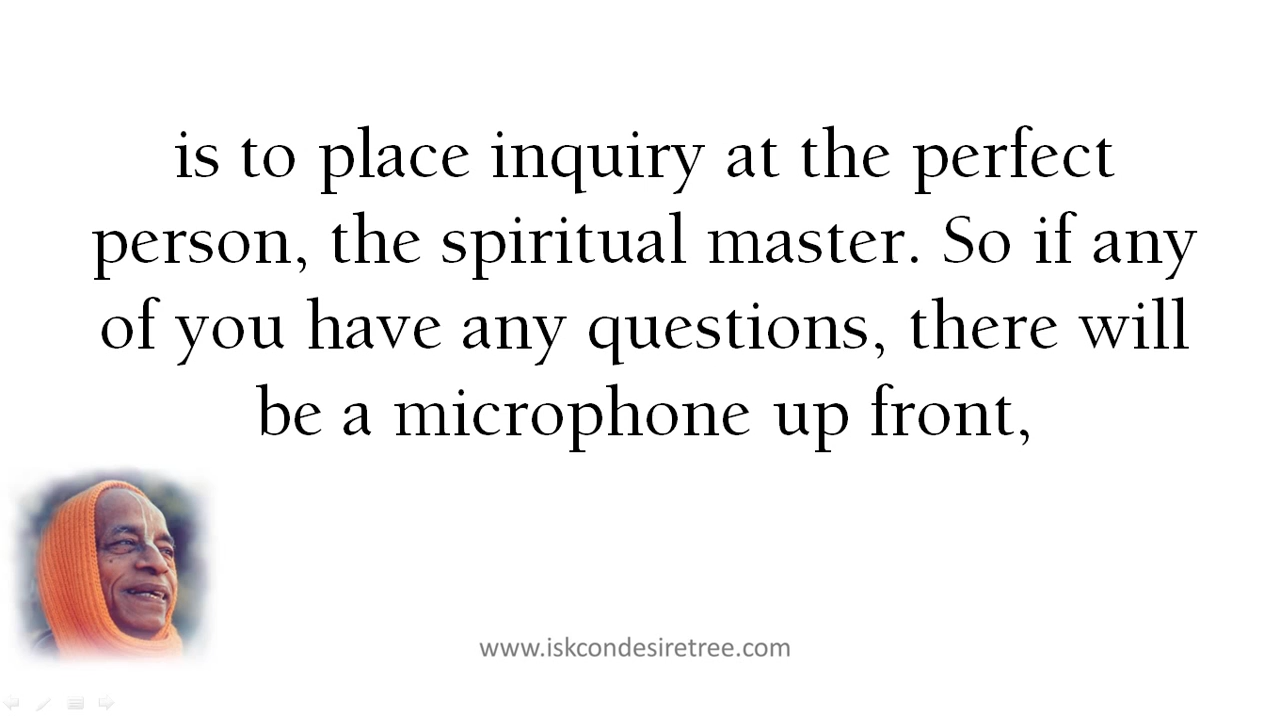 is to place inquiry at the perfect
person, the spiritual master. So if any
of you have any questions, there will
be a microphone up front,
www.iskcondesiretree.com